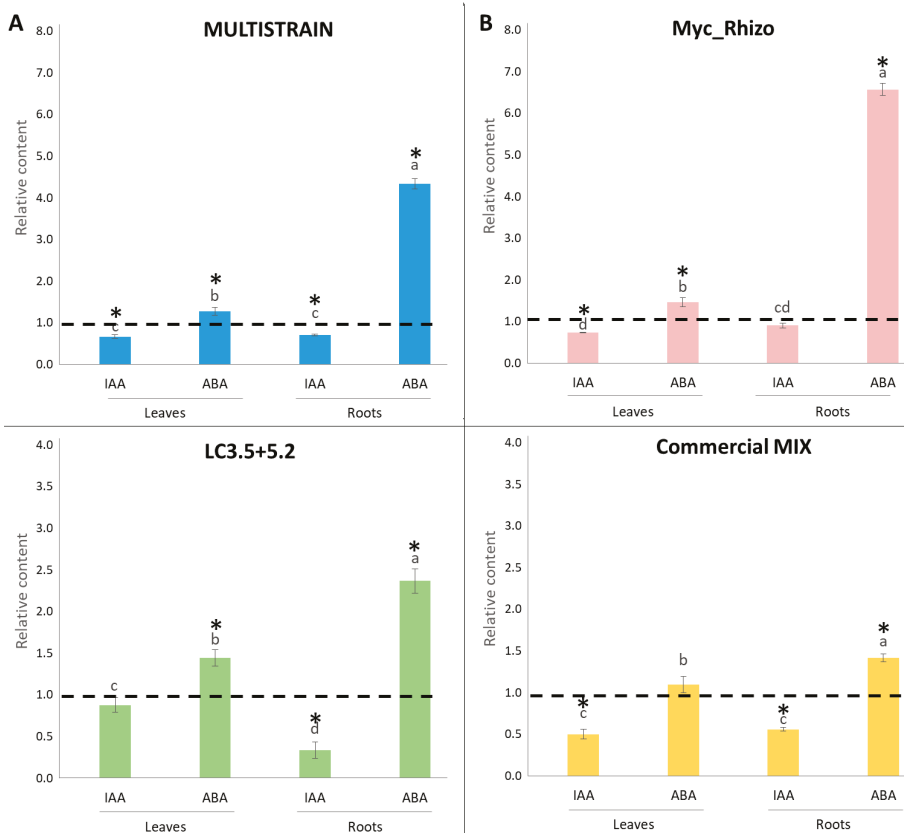 A
MULTISTRAIN
Relative content
8.0
7.0
6.0
5.0
4.0
3.0
2.0
1.0
0.0
* c
* b
* c
* a
IAA ABA IAA ABA
Leaves Roots
B
Myc_Rhizo
Relative content
8.0
7.0
6.0
5.0
4.0
3.0
2.0
1.0
0.0
* d
* b
cd
* a
IAA ABA IAA ABA
Leaves Roots
LC3.5+5.2
Relative content
4.0
3.5
3.0
2.5
2.0
1.5
1.0
0.5
0.0
c
* b
* d
* a
IAA ABA IAA ABA
Leaves Roots
Commercial MIX
Relative content
4.0
3.5
3.0
2.5
2.0
1.5
1.0
0.5
0.0
* c
b
* c
* a
IAA ABA IAA ABA
Leaves Roots